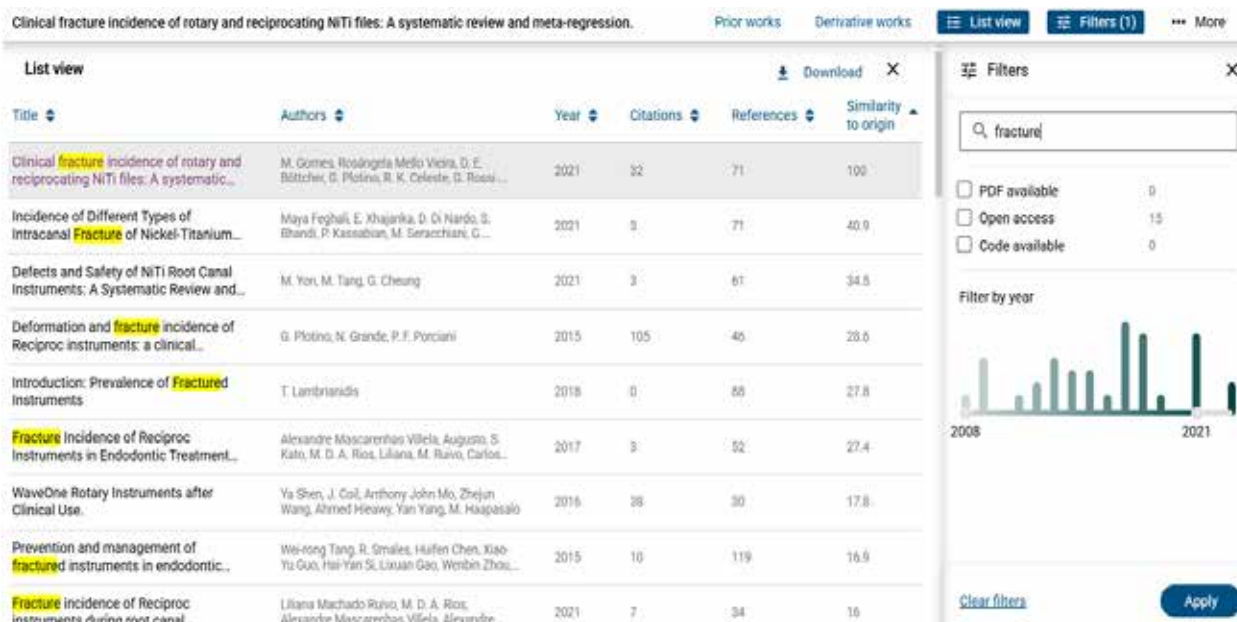 Clinical fracture incidence of rotary and reciprocating NiTi files: A systematic review and meta-regression.
Prior works
Derivative works
List view
Filters (1)
More
List view
Download
Filters
Title
Authors
Year
Citations
References
Similarity
to origin
fracture
Clinical fracture incidence of rotary and
reciprocating NiTi files: A systematic...
M. Gomes, Rosângela Mello Vieira, D. E.
Böttcher, G. Plotino, R. K. Celeste, G. Rossi-...
2021
32
71
100
PDF available
0
Open access
15
Code available
0
Incidence of Different Types of
Intracanal Fracture of Nickel-Titanium...
Maya Feghali, E. Xhajanka, D. Di Nardo, S.
Bhandi, P. Kassabian, M. Seracchiani, G...
2021
71
40.9
Defects and Safety of NiTi Root Canal
Instruments: A Systematic Review and...
M. Yon, M. Tang, G. Cheung
2021
3
61
34.5
Filter by year
Deformation and fracture incidence of
Reciproc instruments: a clinical...
G. Plotino, N. Grande, P. F. Porciani
2015
105
46
28.6
Introduction: Prevalence of Fractured
Instruments
T. Lambrianidis
2018
0
88
27.8
2008
2021
Fracture Incidence of Reciproc
Instruments in Endodontic Treatment...
Alexandre Mascarenhas Villela, Augusto. S.
Kato, M. D. A. Rios, Liliana, M. Ruivo, Carlos...
2017
3
52
27.4
WaveOne Rotary Instruments after
Clinical Use.
Ya Shen, J. Coil, Anthony John Mo, Zhejun
Wang, Ahmed Hieawy, Yan Yang, M. Haapasalo
2016
38
30
17.8
Prevention and management of
fractured instruments in endodontic...
Wei-rong Tang, R. Smales, Huifen Chen, Xiao-
Yu Guo, Hai-Yan Si, Lixuan Gao, Wenbin Zhou,...
2015
10
119
16.9
Fracture incidence of Reciproc
instruments during root canal
Liliana Machado Ruivo, M. D. A. Rios,
Alexandre Mascarenhas Villela, Alexandre
2021
7
34
16
Clear filters
Apply